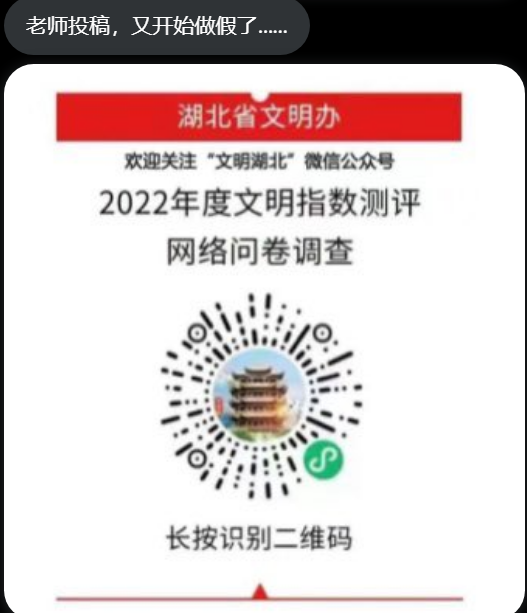 老师投稿，又开始做假了......
湖北省文明办
欢迎关注“文明湖北”微信公众号
2022年度文明指数测评
网络问卷调查
长按识别二维码